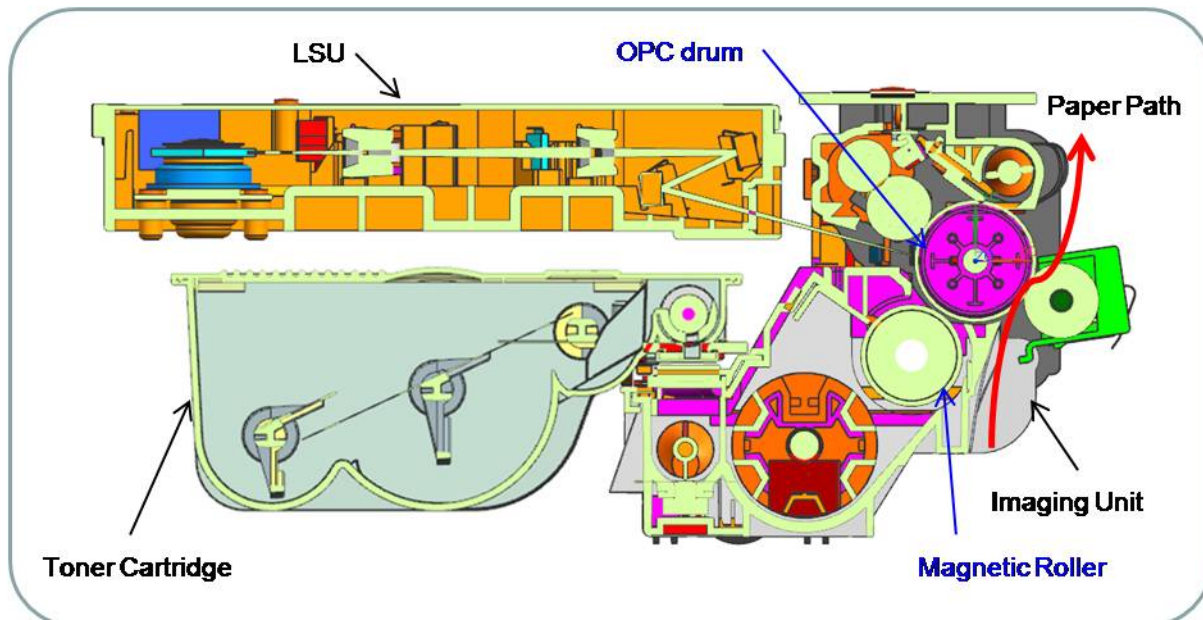 LSU
OPC drum
Paper Path
Imaging Unit
Toner Cartridge
Magnetic Roller